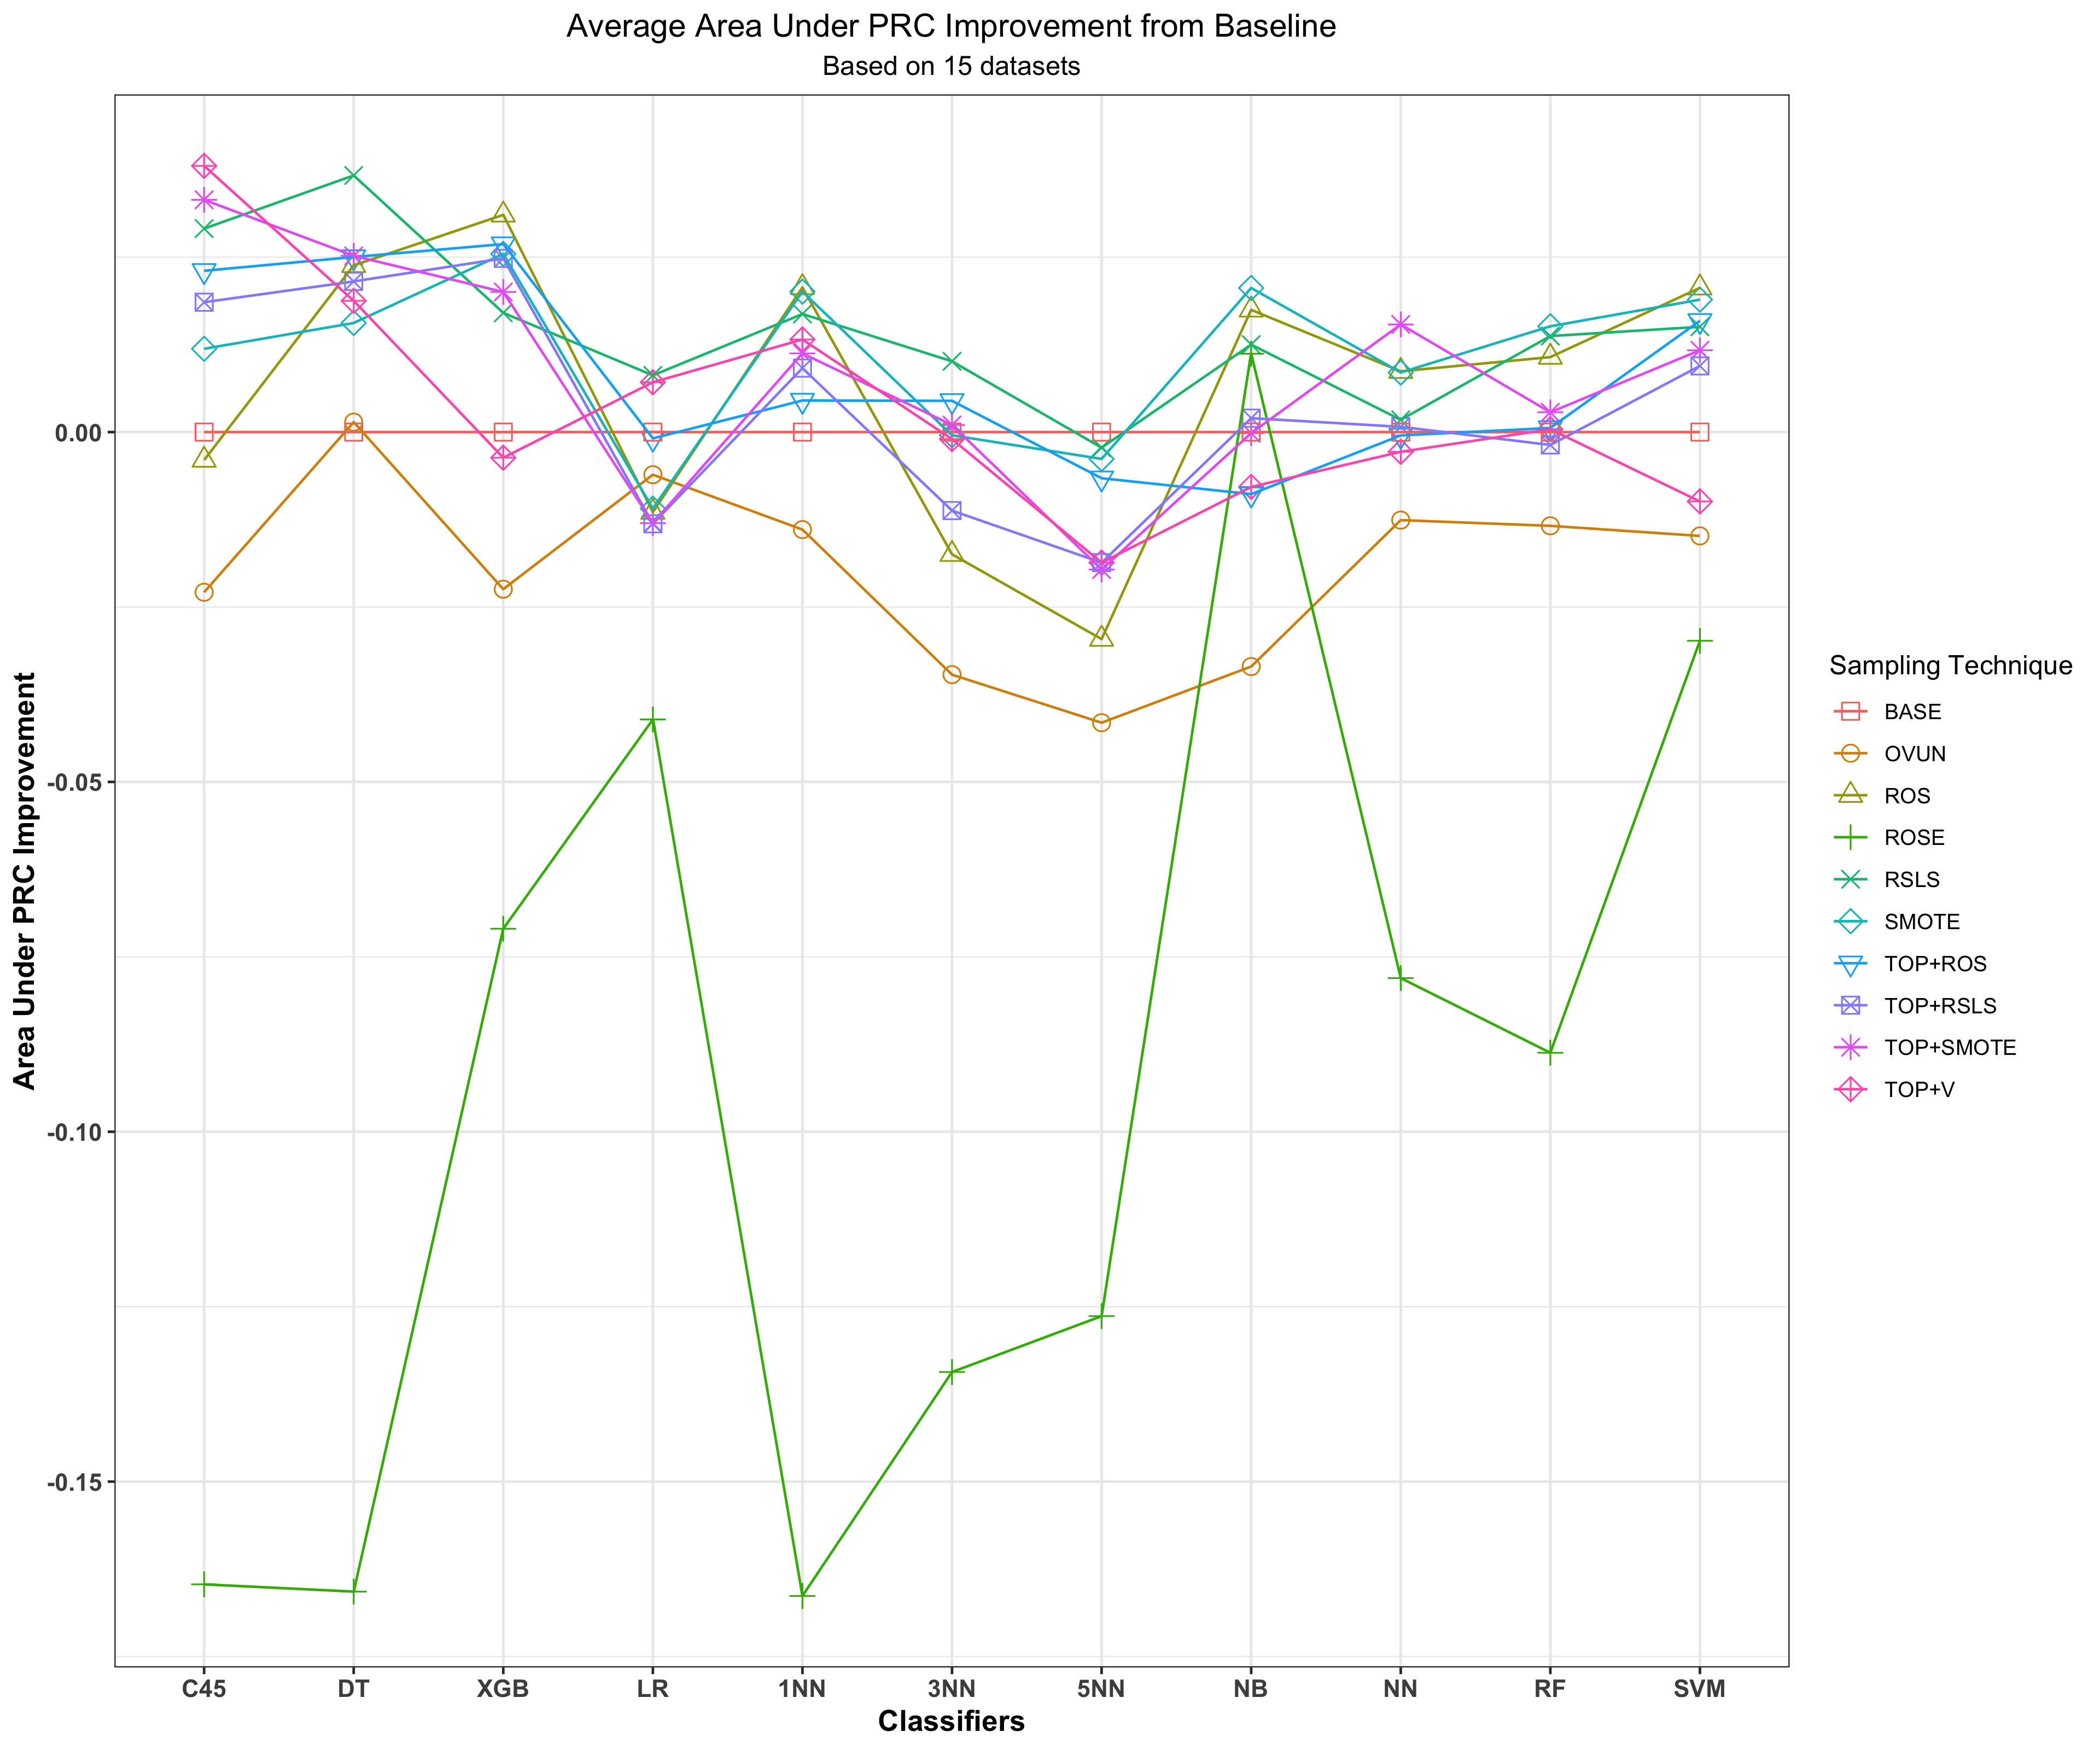 Average Area Under PRC Improvement from Baseline
Based on 15 datasets
Area Under PRC Improvement
0.00
-0.05
-0.10
-0.15
C45 DT XGB LR 1NN 3NN 5NN NB NN RF SVM
Classifiers
Sampling Technique
BASE
OVUN
ROS
ROSE
RSLS
SMOTE
TOP+ROS
TOP+RSLS
TOP+SMOTE
TOP+V